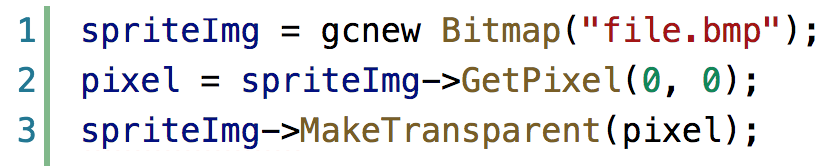 1 spriteImg = gcnew Bitmap("file.bmp");
2 pixel = spriteImg->GetPixel(0, 0);
3 spriteImg->MakeTransparent(pixel);